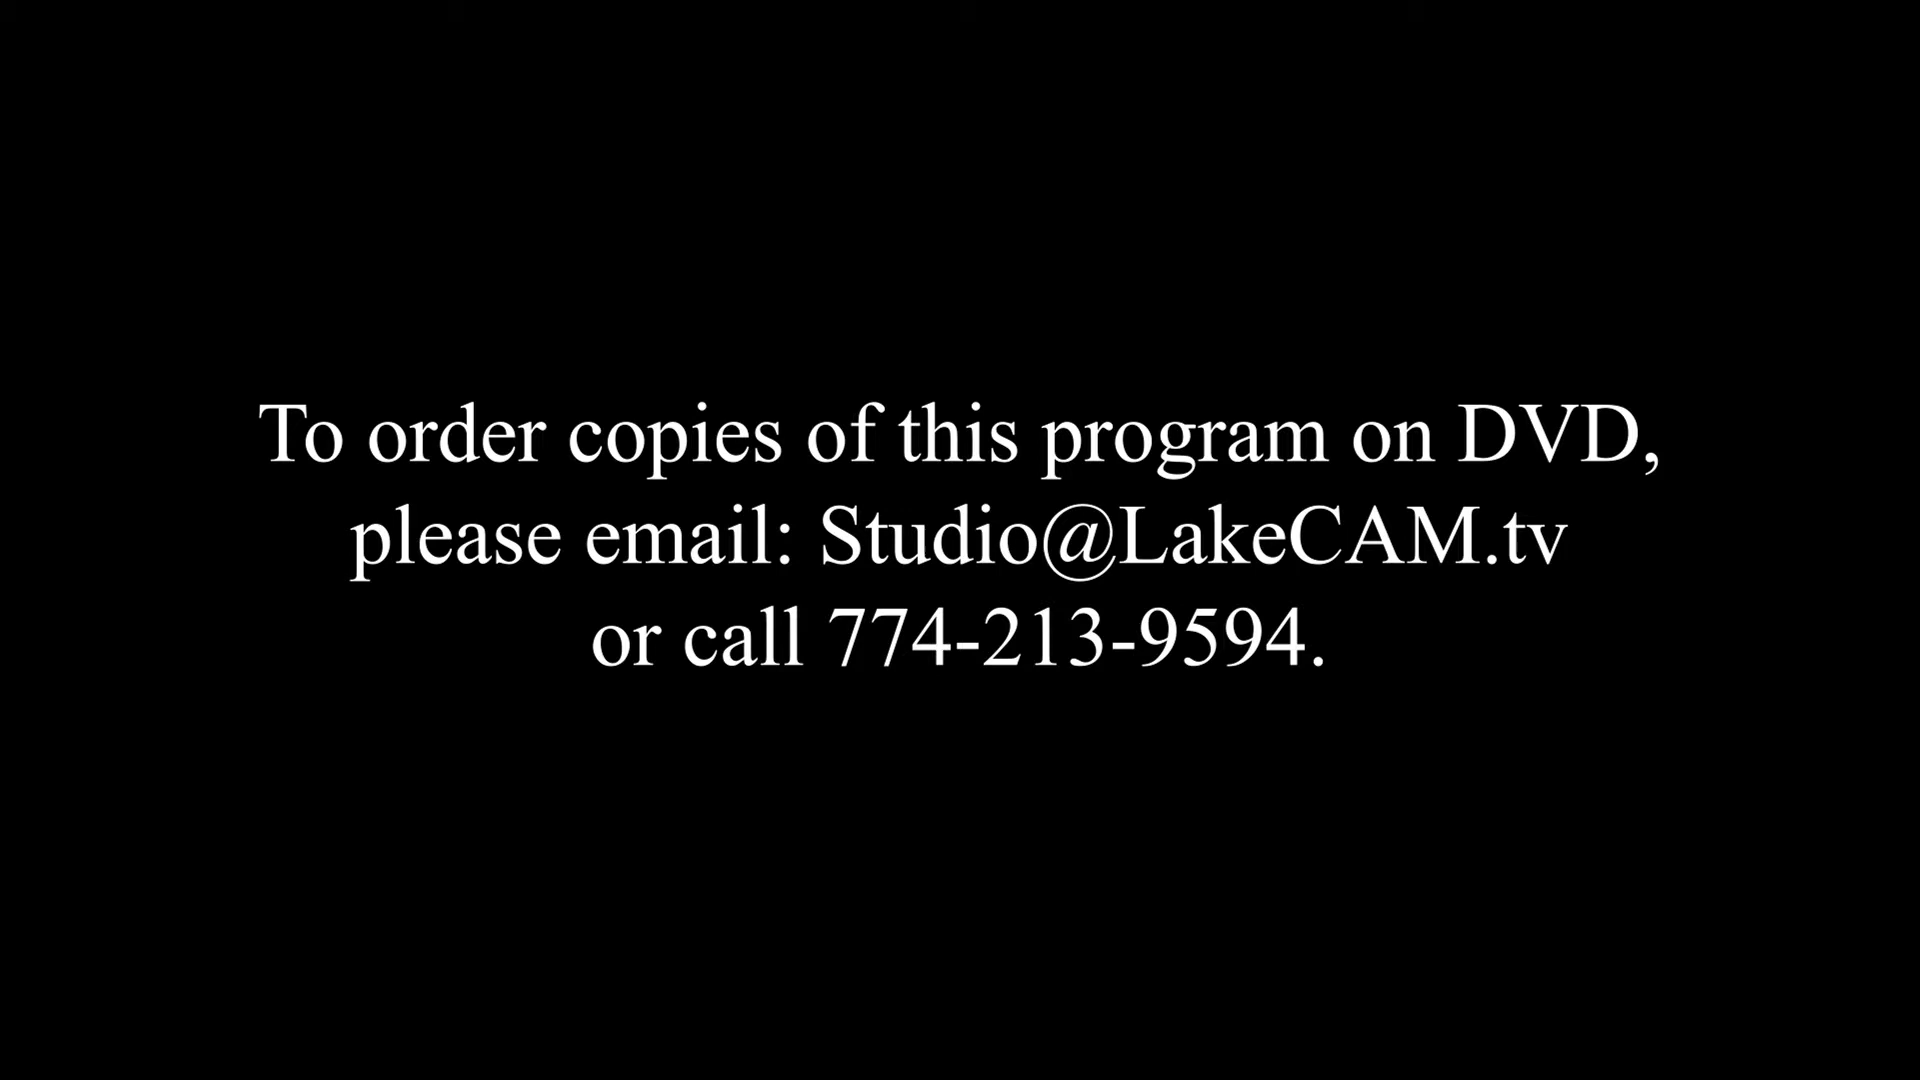 To order copies of this program on DVD,
please email: Studio@LakeCAM.tv
or call 774-213-9594.